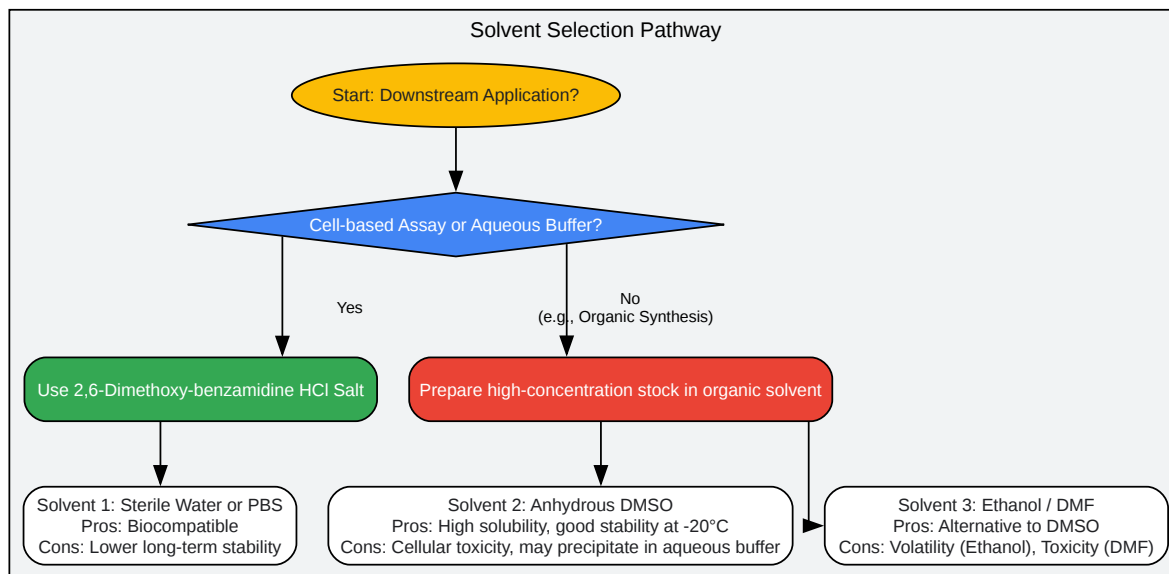 Solvent Selection Pathway
Start: Downstream Application?
Cell-based Assay or Aqueous Buffer?
Yes
No
(e.g., Organic Synthesis)
Use 2,6-Dimethoxy-benzamidine HCl Salt
Prepare high-concentration stock in organic solvent
Solvent 1: Sterile Water or PBS
Pros: Biocompatible
Cons: Lower long-term stability
Solvent 2: Anhydrous DMSO
Pros: High solubility, good stability at -20°C
Cons: Cellular toxicity, may precipitate in aqueous buffer
Solvent 3: Ethanol / DMF
Pros: Alternative to DMSO
Cons: Volatility (Ethanol), Toxicity (DMF)